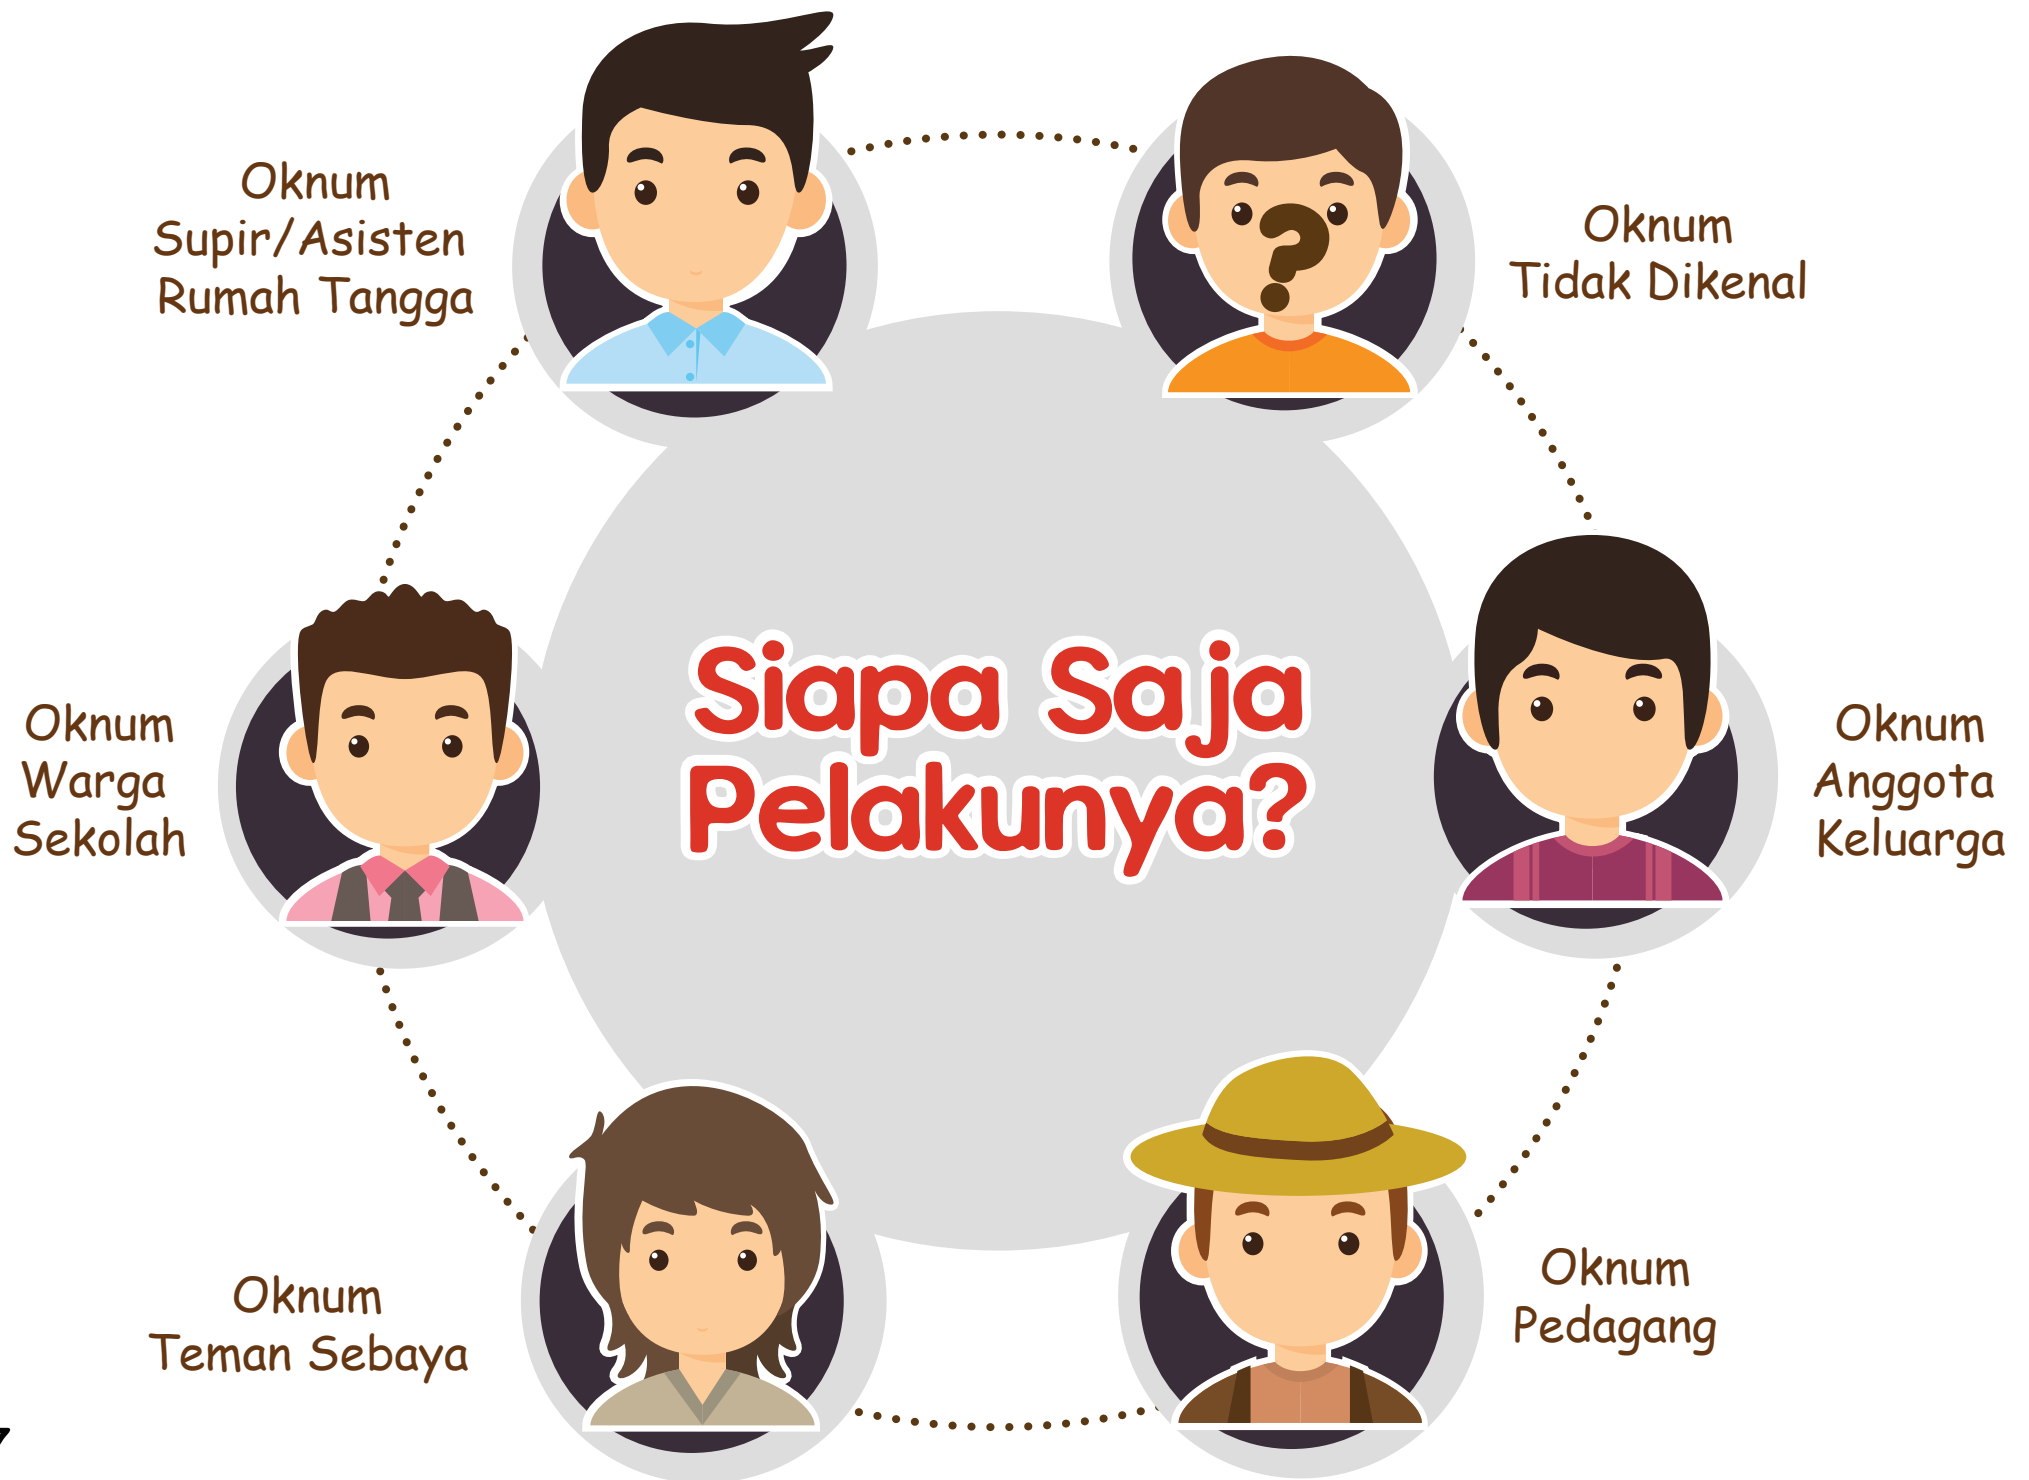 Oknum
Supir/Asisten
Rumah Tangga
Oknum
Tidak Dikenal
?
Oknum
Warga
Sekolah
Siapa Saja
Pelakunya?
Oknum
Anggota
Keluarga
Oknum
Teman Sebaya
Oknum
Pedagang